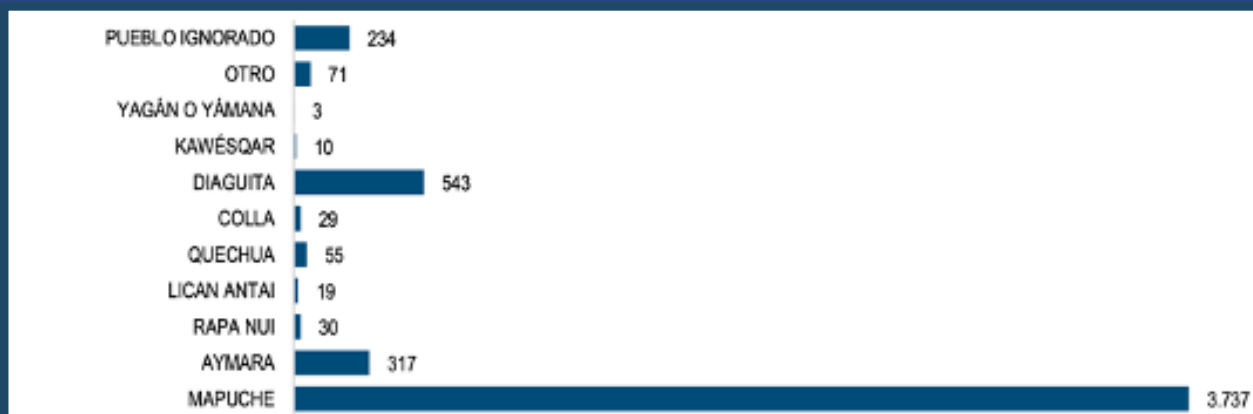 PUEBLO IGNORADO 234
OTRO 71
YAGÁN O YÁMANA 3
KAWÉSQAR 10
DIAGUITA 543
COLLA 29
QUECHUA 55
LICAN ANTAI 19
RAPA NUI 30
AYMARA 317
MAPUCHE 3.737